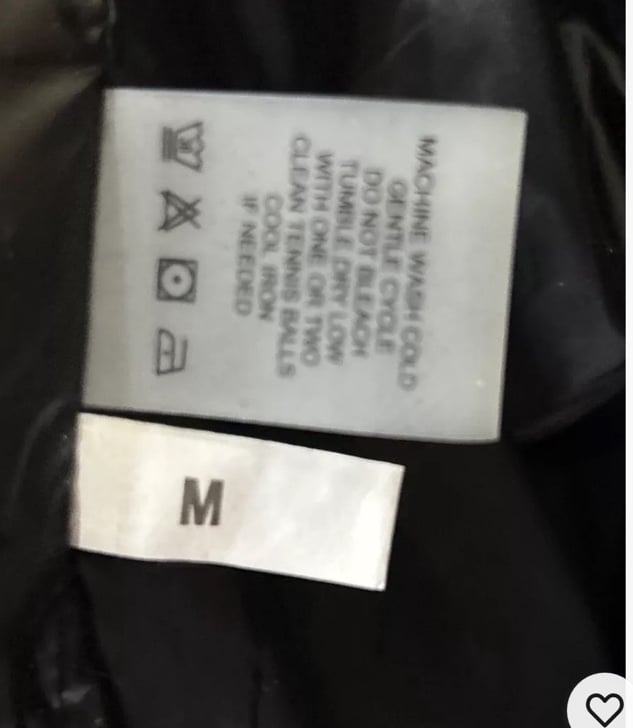 MACHINE WASH COLD
GENTLE CYCLE
DO NOT BLEACH
TUMBLE DRY LOW
WITH ONE OR TWO
CLEAN TENNIS BALLS
COOL IRON
IF NEEDED
M